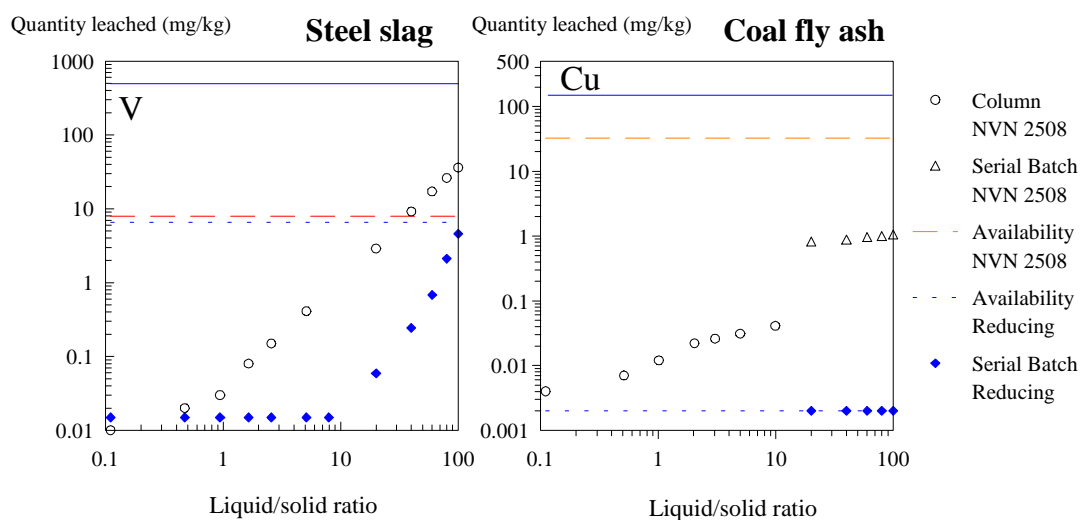 Quantity leached (mg/kg)
Steel slag
1000
100
10
1
0.1
0.01
V
0.1
1
10
100
Liquid/solid ratio
Quantity leached (mg/kg)
Coal fly ash
500
100
10
1
0.1
0.01
0.001
Cu
0.1
1
10
100
Liquid/solid ratio
Column
NVN 2508
Serial Batch
NVN 2508
Availability
NVN 2508
Availability
Reducing
Serial Batch
Reducing